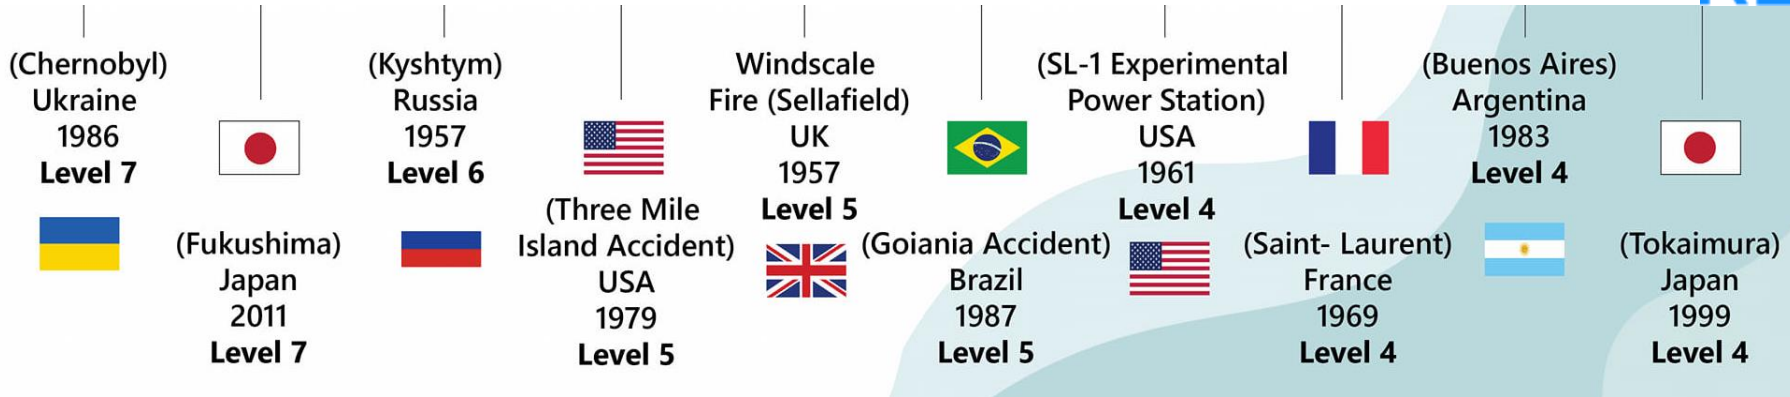 (Chernobyl)
Ukraine
1986
Level 7
(Fukushima)
Japan
2011
Level 7
(Kyshtym)
Russia
1957
Level 6
(Three Mile
Island Accident)
USA
1979
Level 5
Windscale
Fire (Sellafield)
UK
1957
Level 5
(Goiania Accident)
Brazil
1987
Level 5
(SL-1 Experimental
Power Station)
USA
1961
Level 4
(Saint- Laurent)
France
1969
Level 4
(Buenos Aires)
Argentina
1983
Level 4
(Tokaimura)
Japan
1999
Level 4